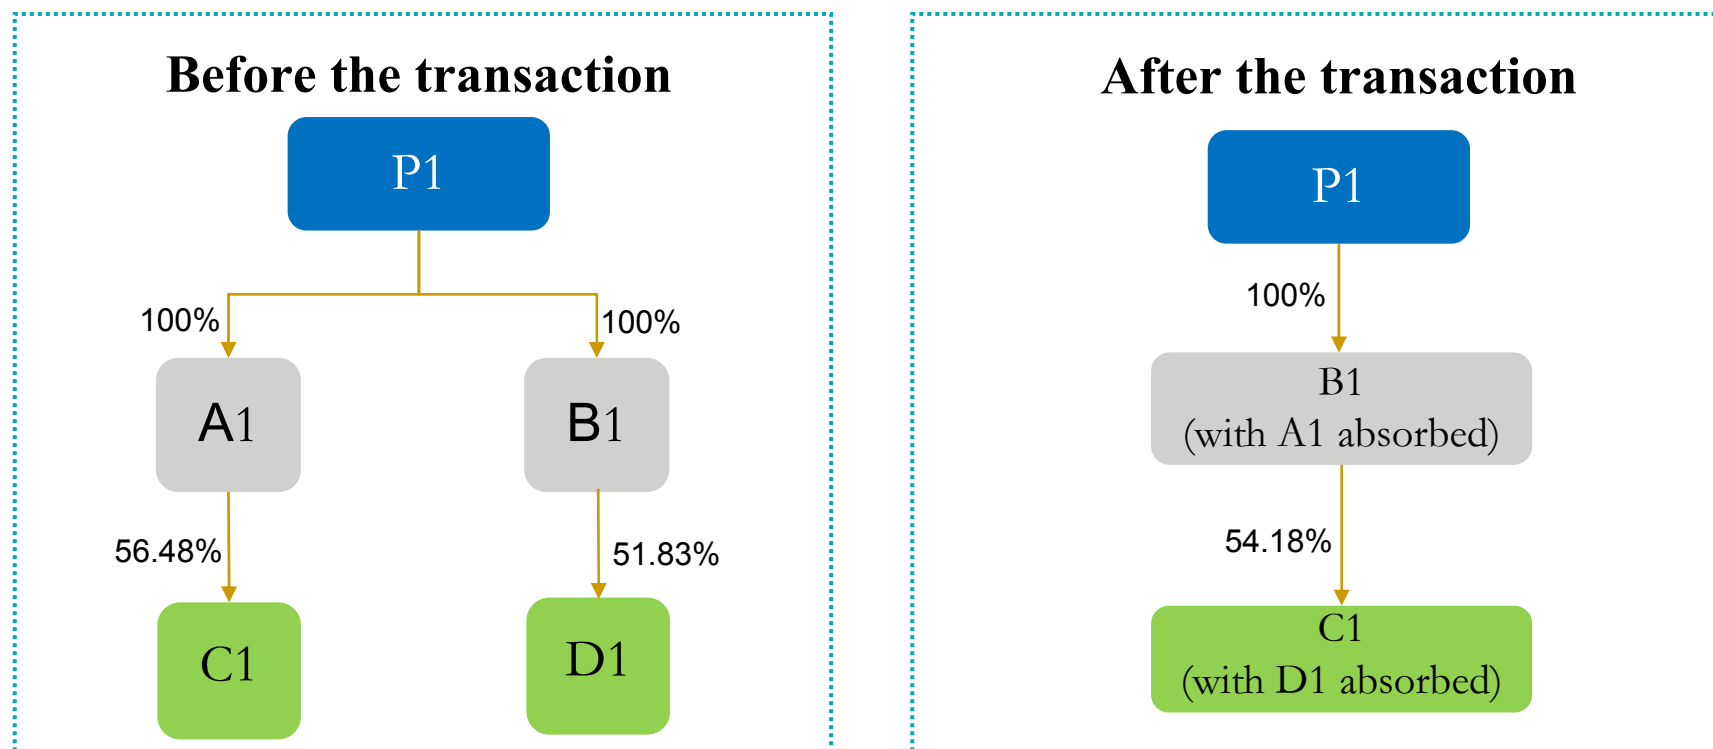 Before the transaction
P1
100%
100%
A1
B1
56.48%
51.83%
C1
D1
After the transaction
P1
100%
B1
(with A1 absorbed)
54.18%
C1
(with D1 absorbed)